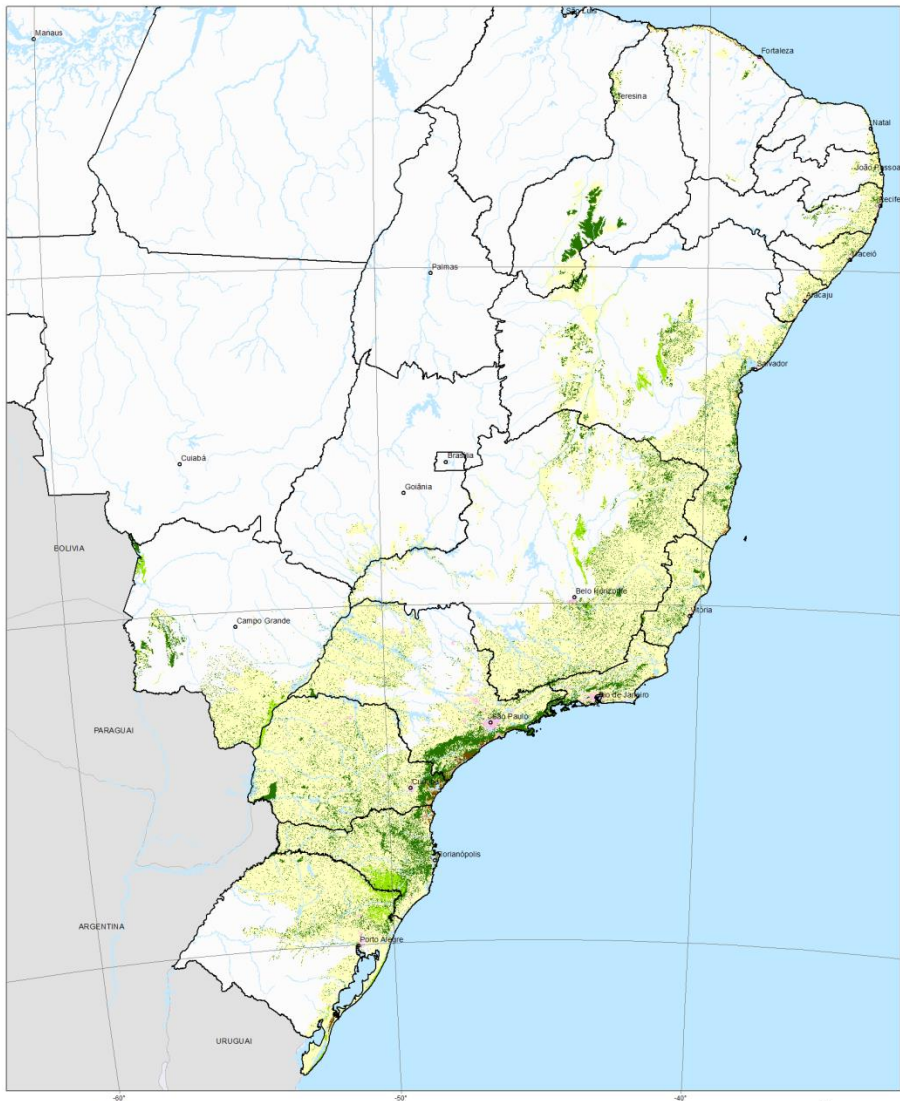 São Luis
Manaus
Fortaleza
Teresina
Natal
João Pessoa
Recife
Maceió
Palmas
Aracaju
Salvador
Cuiabá
Brasília
Goiânia
BOLIVIA
Belo Horizonte
Vitória
Campo Grande
Rio de Janeiro
São Paulo
PARAGUAI
Florianópolis
ARGENTINA
Porto Alegre
URUGUAI
-60°
-50°
-40°